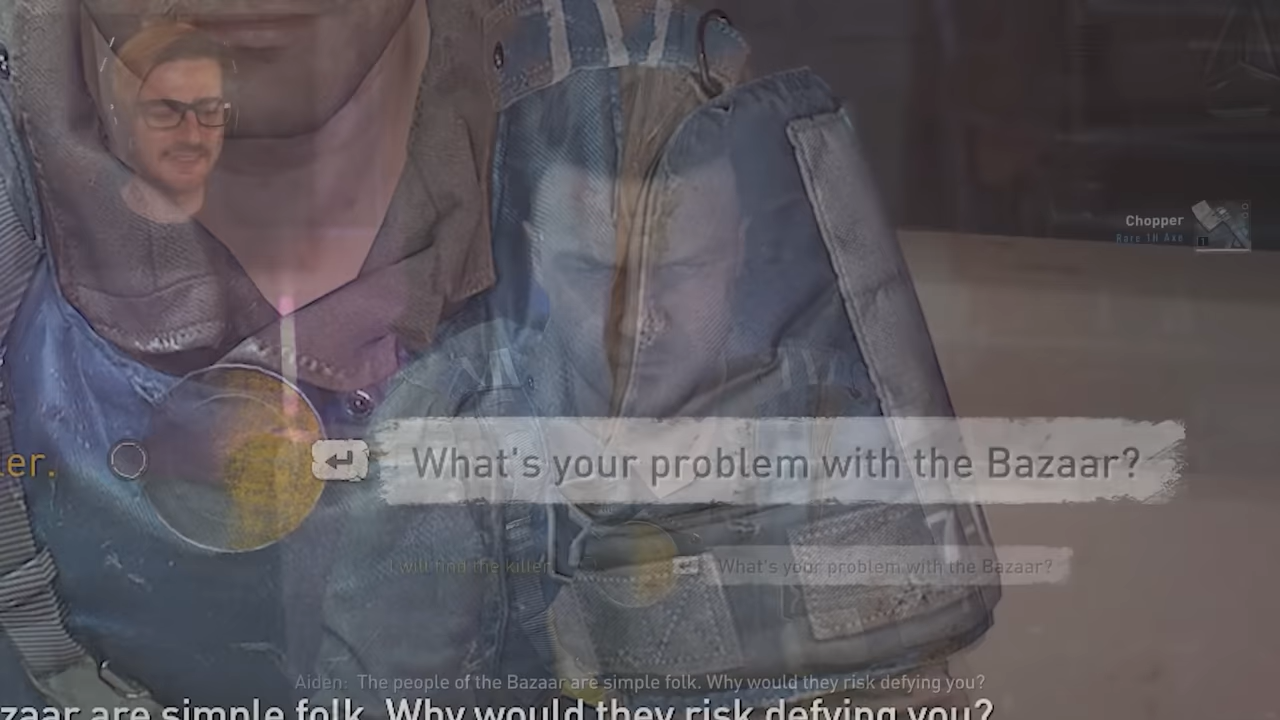 Chopper
Rare 1H Axe
1
er. What's your problem with the Bazaar?
I will find the killer. What's your problem with the Bazaar?
Aiden: The people of the Bazaar are simple folk. Why would they risk defying you?
zaar are simple folk. Why would they risk defying you?